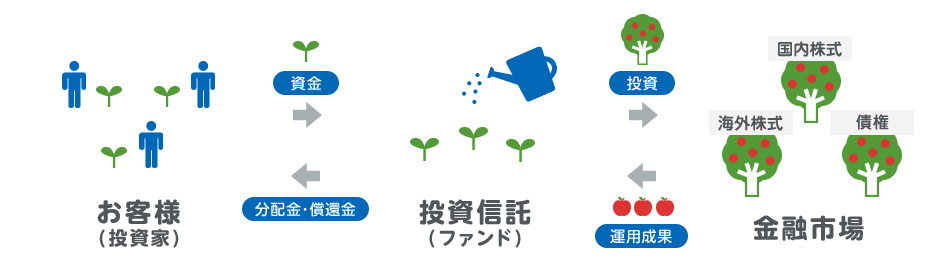 資金
分配金・償還金
お客様
(投資家)
投資信託
(ファンド)
投資
運用成果
国内株式
海外株式
債権
金融市場